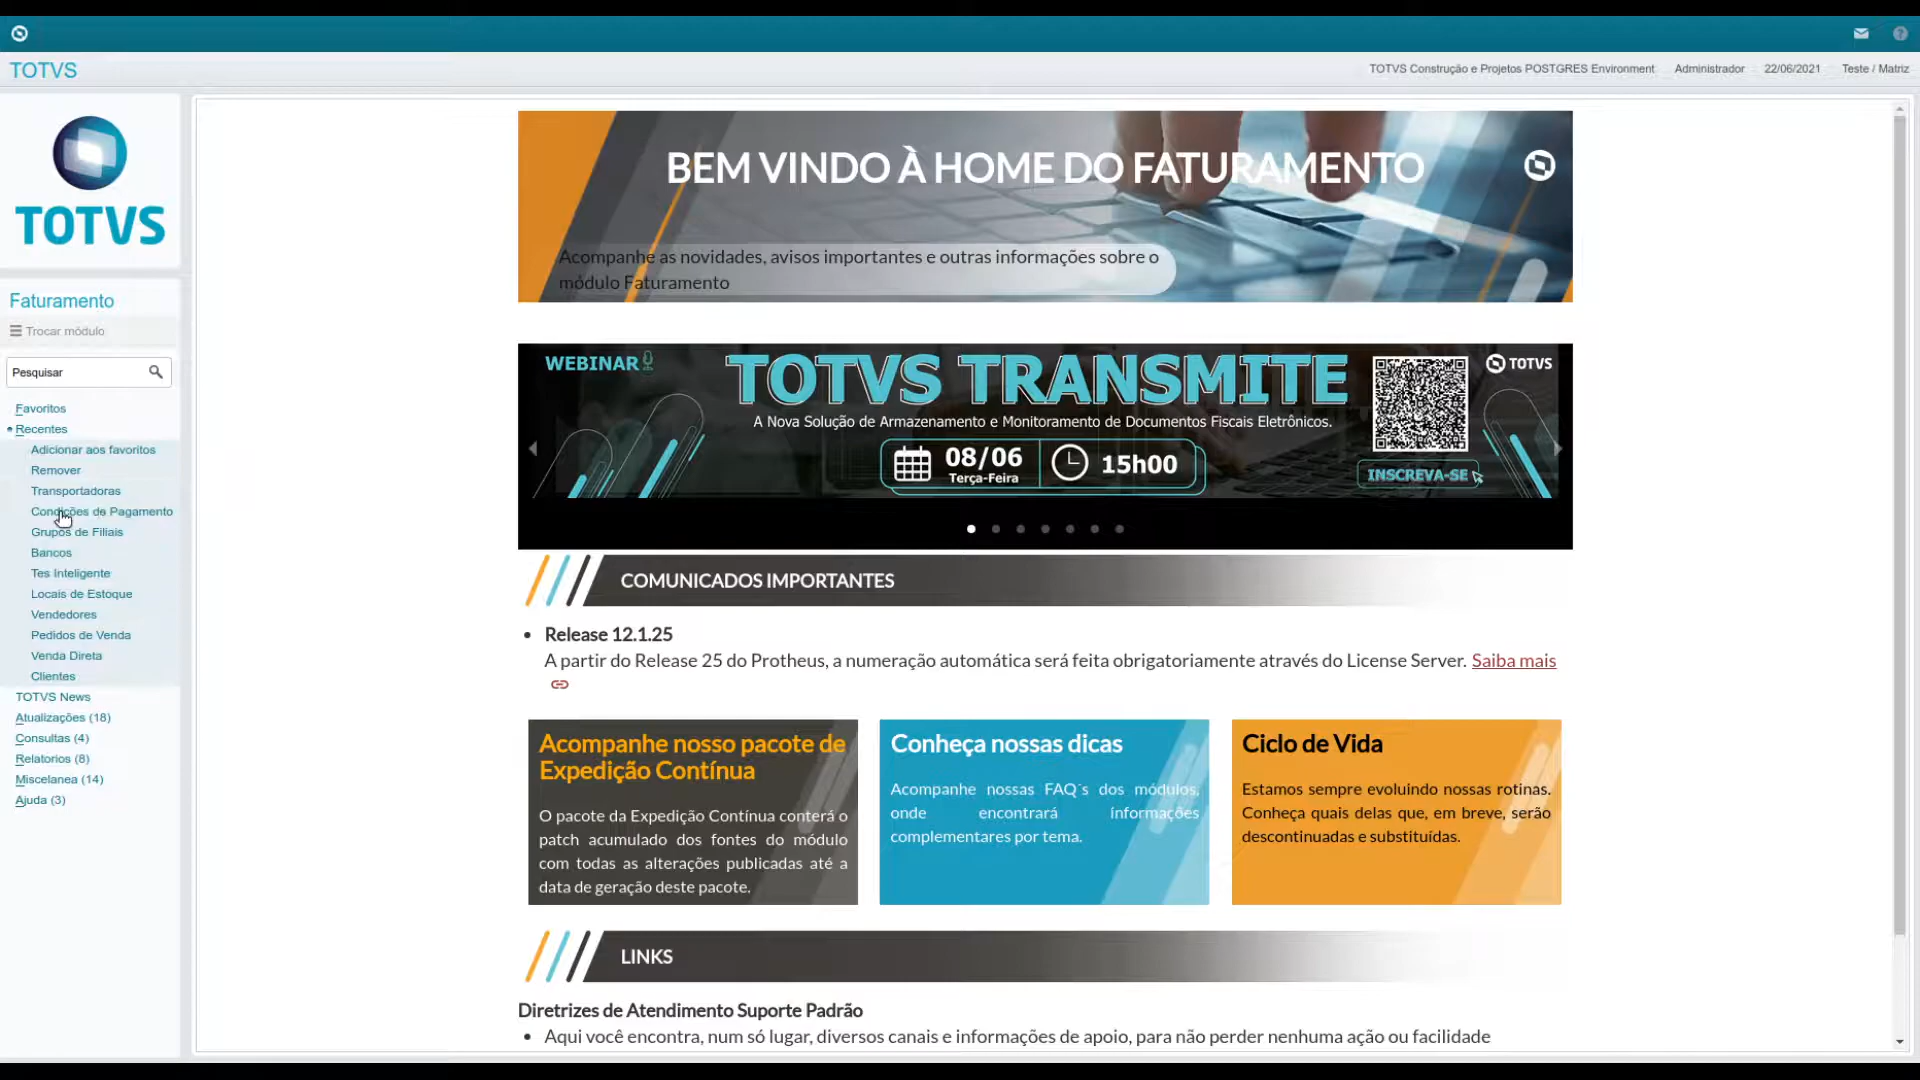 TOTVS
TOTVS Construção e Projetos POSTGRES Environment Administrador 22/06/2021 Teste / Matriz
TOTVS
Faturamento
Trocar módulo
Pesquisar
Favoritos
Recentes
Adicionar aos favoritos
Remover
Transportadoras
Condições de Pagamento
Grupos de Filiais
Bancos
Tes Inteligente
Locais de Estoque
Vendedores
Pedidos de Venda
Venda Direta
Clientes
TOTVS News
Atualizações (18)
Consultas (4)
Relatorios (8)
Miscelanea (14)
Ajuda (3)
BEM VINDO À HOME DO FATURAMENTO
Acompanhe as novidades, avisos importantes e outras informações sobre o
módulo Faturamento
WEBINAR
TOTVS TRANSMITE
TOTVS
A Nova Solução de Armazenamento e Monitoramento de Documentos Fiscais Eletrônicos.
08/06
Terça-Feira
15h00
INSCREVA-SE
COMUNICADOS IMPORTANTES
• Release 12.1.25
A partir do Release 25 do Protheus, a numeração automática será feita obrigatoriamente através do License Server. Saiba mais
Acompanhe nosso pacote de
Expedição Contínua
O pacote da Expedição Contínua conterá o
patch acumulado dos fontes do módulo
com todas as alterações publicadas até a
data de geração deste pacote.
Conheça nossas dicas
Acompanhe nossas FAQ`s dos módulos,
onde encontrará ínformações
complementares por tema.
Ciclo de Vida
Estamos sempre evoluindo nossas rotinas.
Conheça quais delas que, em breve, serão
descontinuadas e substituídas.
LINKS
Diretrizes de Atendimento Suporte Padrão
• Aqui você encontra, num só lugar, diversos canais e informações de apoio, para não perder nenhuma ação ou facilidade